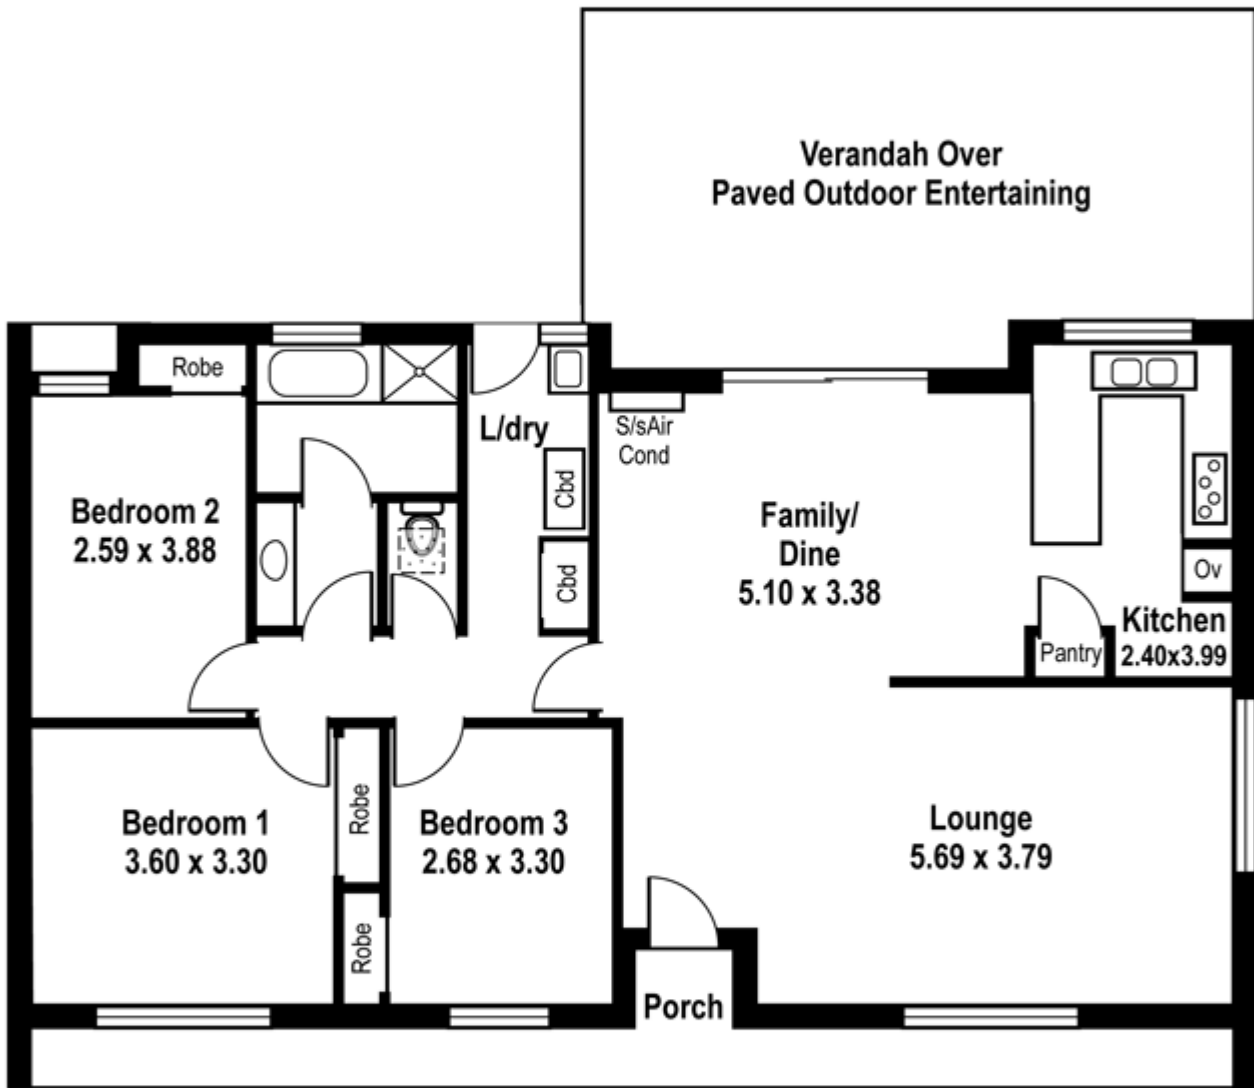 Verandah Over
Paved Outdoor Entertaining
Robe
L/dry
S/sAir
Cond
Cbd
Bedroom 2
2.59 x 3.88
Family/
Dine
5.10 x 3.38
Cbd
Ov
Kitchen
2.40x3.99
Pantry
Bedroom 1
3.60 x 3.30
Robe
Bedroom 3
2.68 x 3.30
Lounge
5.69 x 3.79
Robe
Porch